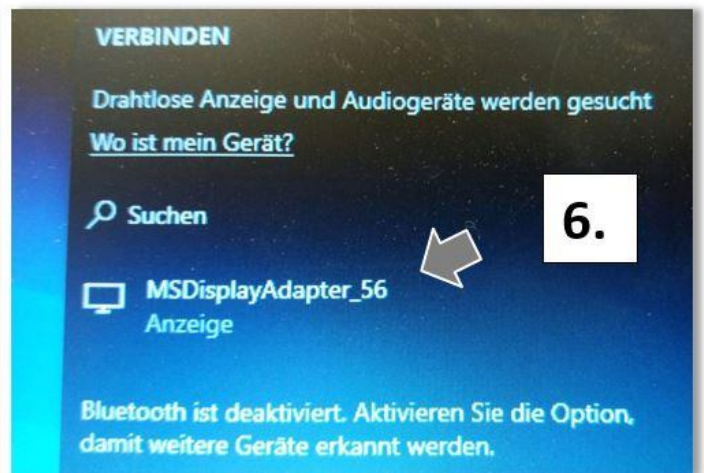 VERBINDEN
Drahtlose Anzeige und Audiogeräte werden gesucht
Wo ist mein Gerät?
Suchen
6.
MSDisplayAdapter_56
Anzeige
Bluetooth ist deaktiviert. Aktivieren Sie die Option,
damit weitere Geräte erkannt werden.